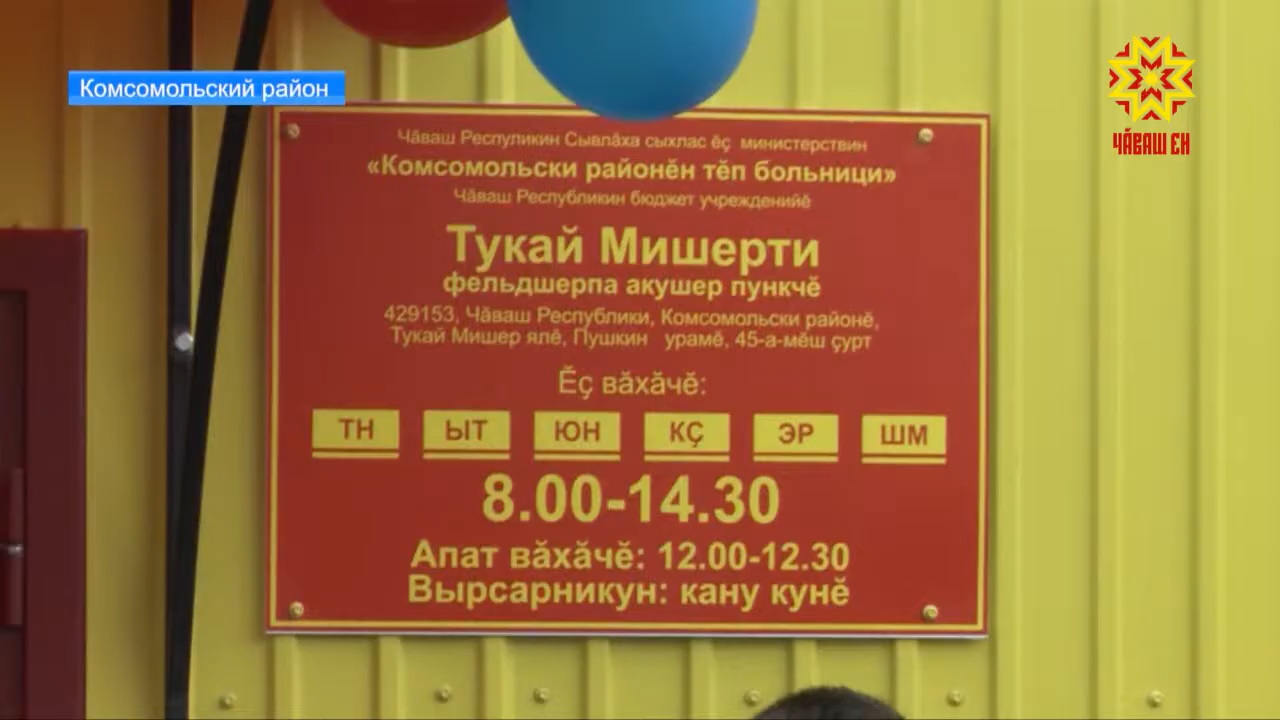 Комсомольский район
ЧӐВАШ ЕН
Чӑваш Респуликин Сывлӑха сыхлас ӗҫ министерствин
«Комсомольски районӗн тӗп больници»
Чӑваш Республикин бюджет учрежденийӗ
Тукай Мишерти
фельдшерпа акушер пункчӗ
429153, Чӑваш Республики, Комсомольски районӗ,
Тукай Мишер ялӗ, Пушкин урамӗ, 45-а-мӗш ҫурт
Ӗҫ вӑхӑчӗ:
ТН ЫТ ЮН КҪ ЭР ШМ
8.00-14.30
Апат вӑхӑчӗ: 12.00-12.30
Вырсарникун: кану кунӗ